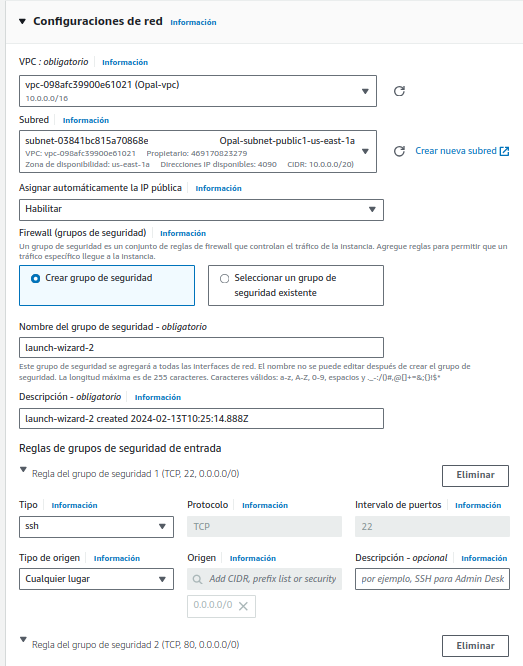 Configuraciones de red Información
VPC : obligatorio Información
vpc-098afc39900e61021 (Opal-vpc)
10.0.0.0/16
Subred Información
subnet-03841bc815a70868e Opal-subnet-public1-us-east-1a
VPC: vpc-098afc39900e61021 Propietario: 469170823279
Zona de disponibilidad: us-east-1a Direcciones IP disponibles: 4090 CIDR: 10.0.0.0/20)
Crear nueva subred
Asignar automáticamente la IP pública Información
Habilitar
Firewall (grupos de seguridad) Información
Un grupo de seguridad es un conjunto de reglas de firewall que controlan el tráfico de la instancia. Agregue reglas para permitir que un
tráfico específico llegue a la instancia.
Crear grupo de seguridad
Seleccionar un grupo de
seguridad existente
Nombre del grupo de seguridad - obligatorio
launch-wizard-2
Este grupo de seguridad se agregará a todas las interfaces de red. El nombre no se puede editar después de crear el grupo de
seguridad. La longitud máxima es de 255 caracteres. Caracteres válidos: a-z, A-Z, 0-9, espacios y ._-:/()#,@[]+=&;{}!$*
Descripción - obligatorio Información
launch-wizard-2 created 2024-02-13T10:25:14.888Z
Reglas de grupos de seguridad de entrada
Regla del grupo de seguridad 1 (TCP, 22, 0.0.0.0/0)
Eliminar
Tipo Información
Protocolo Información
Intervalo de puertos Información
ssh
TCP
22
Tipo de origen Información
Origen Información
Descripción - opcional Información
Cualquier lugar
Add CIDR, prefix list or security
por ejemplo, SSH para Admin Desk
0.0.0.0/0
Regla del grupo de seguridad 2 (TCP, 80, 0.0.0.0/0)
Eliminar